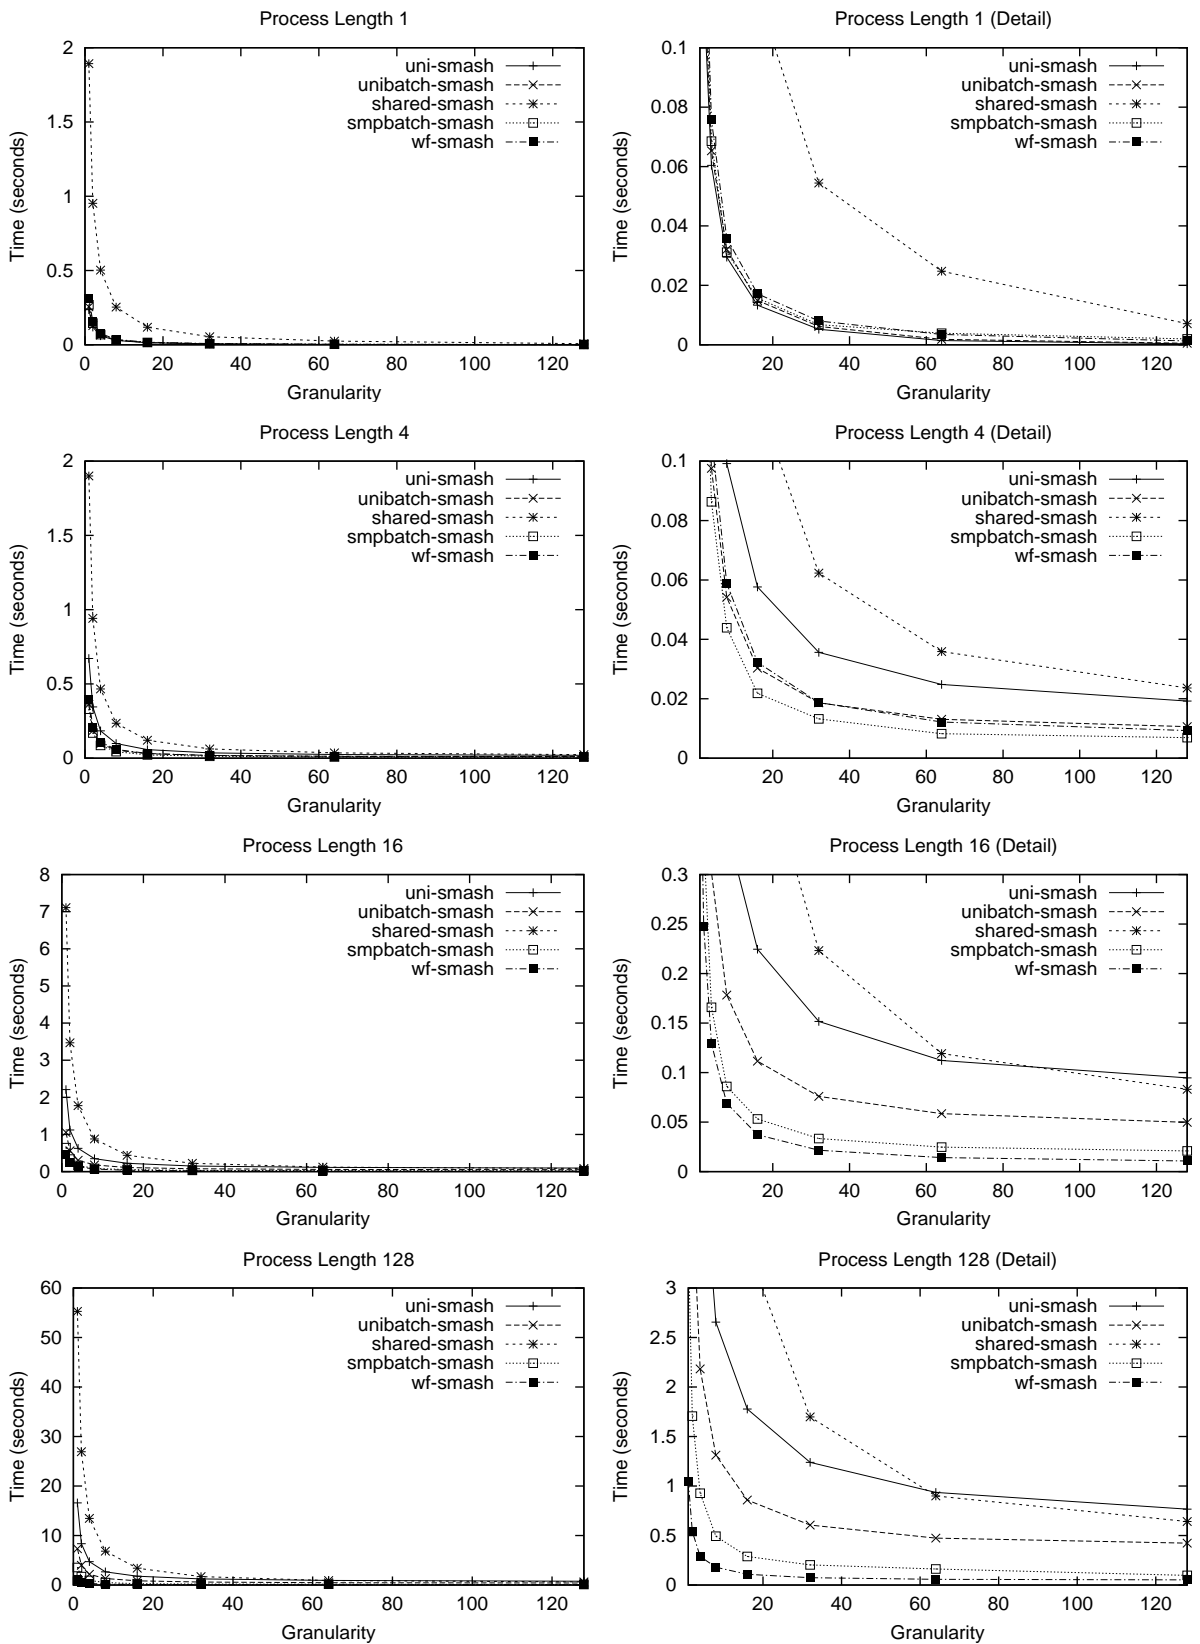 Process Length 1
Time (seconds)
2
1.5
1
0.5
0
0 20 40 60 80 100 120
Granularity
uni-smash
unibatch-smash
shared-smash
smpbatch-smash
wf-smash
Process Length 1 (Detail)
Time (seconds)
0.1
0.08
0.06
0.04
0.02
0
20 40 60 80 100 120
Granularity
uni-smash
unibatch-smash
shared-smash
smpbatch-smash
wf-smash
Process Length 4
Time (seconds)
2
1.5
1
0.5
0
0 20 40 60 80 100 120
Granularity
uni-smash
unibatch-smash
shared-smash
smpbatch-smash
wf-smash
Process Length 4 (Detail)
Time (seconds)
0.1
0.08
0.06
0.04
0.02
0
20 40 60 80 100 120
Granularity
uni-smash
unibatch-smash
shared-smash
smpbatch-smash
wf-smash
Process Length 16
Time (seconds)
8
7
6
5
4
3
2
1
0
0 20 40 60 80 100 120
Granularity
uni-smash
unibatch-smash
shared-smash
smpbatch-smash
wf-smash
Process Length 16 (Detail)
Time (seconds)
0.3
0.25
0.2
0.15
0.1
0.05
0
20 40 60 80 100 120
Granularity
uni-smash
unibatch-smash
shared-smash
smpbatch-smash
wf-smash
Process Length 128
Time (seconds)
60
50
40
30
20
10
0
0 20 40 60 80 100 120
Granularity
uni-smash
unibatch-smash
shared-smash
smpbatch-smash
wf-smash
Process Length 128 (Detail)
Time (seconds)
3
2.5
2
1.5
1
0.5
0
20 40 60 80 100 120
Granularity
uni-smash
unibatch-smash
shared-smash
smpbatch-smash
wf-smash